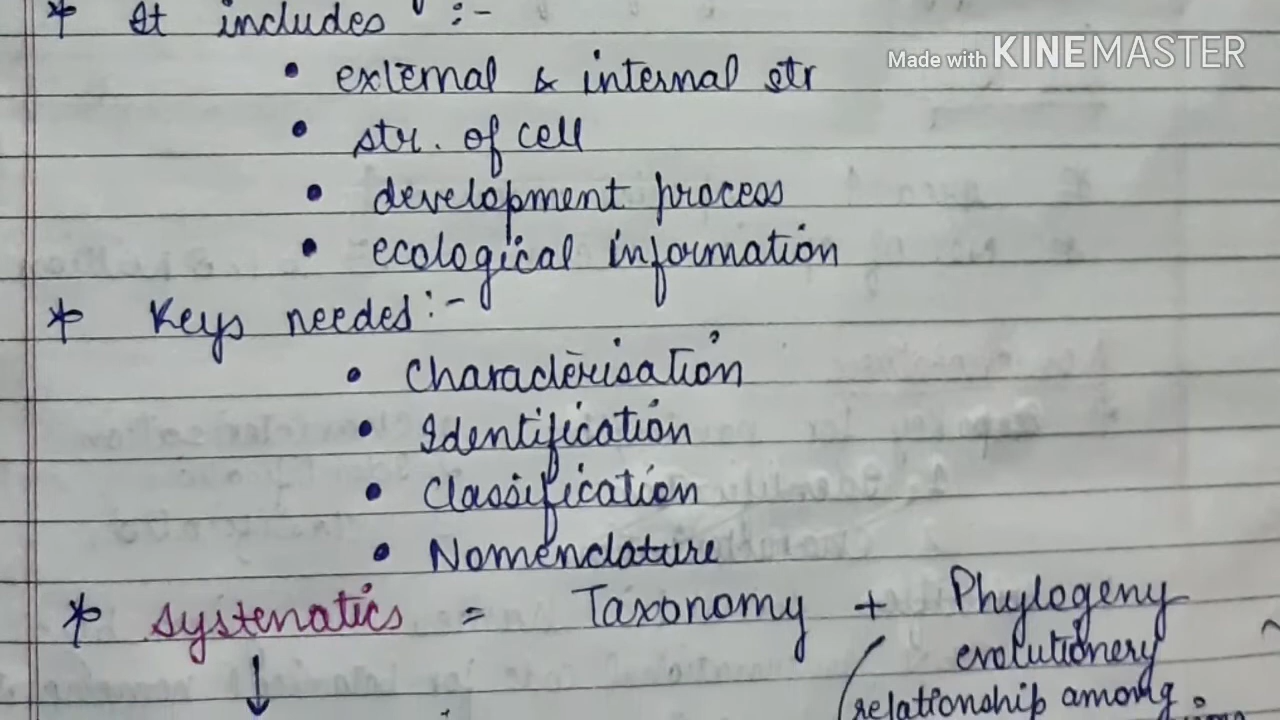 * It includes :-
Made with KINEMASTER
• external & internal str
• str. of cell
• development process
• ecological information
* Keys needed :-
• Characterisation
• Identification
• Classification
• Nomenclature
* Systematics = Taxonomy + Phylogeny
evolutionery
relationship among